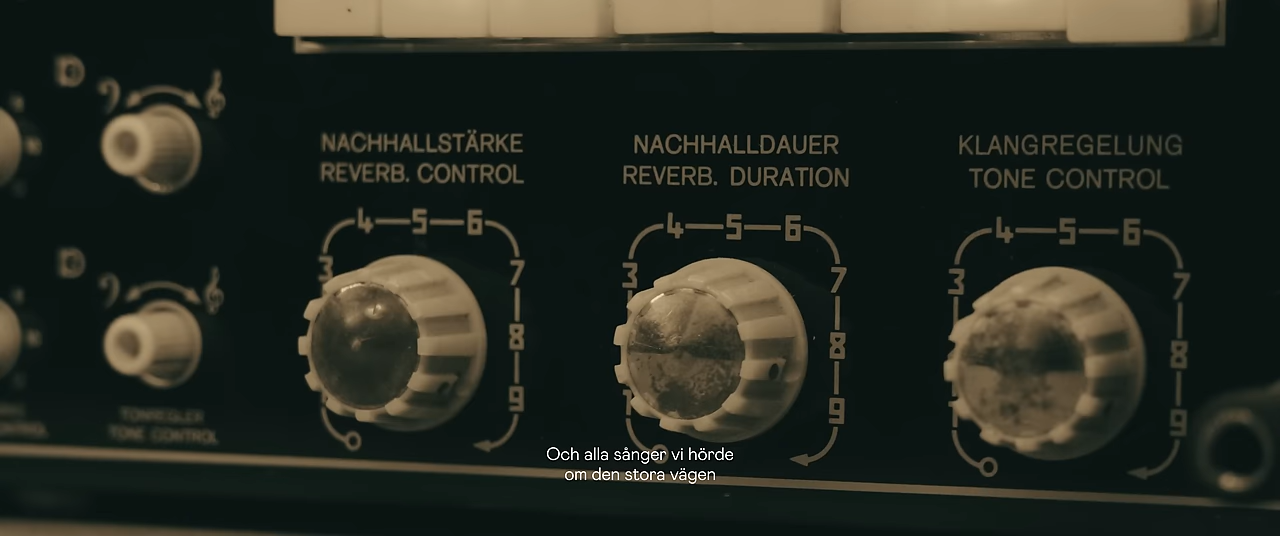 D
NACHHALLSTÄRKE
REVERB. CONTROL
4 5 6
3 7
8
9
NACHHALLDAUER
REVERB. DURATION
4 5 6
3 7
8
1 9
KLANGREGELUNG
TONE CONTROL
4 5 6
3 7
8
1 9
D
TONREGLER
TONE CONTROL
Och alla sånger vi hörde
om den stora vägen